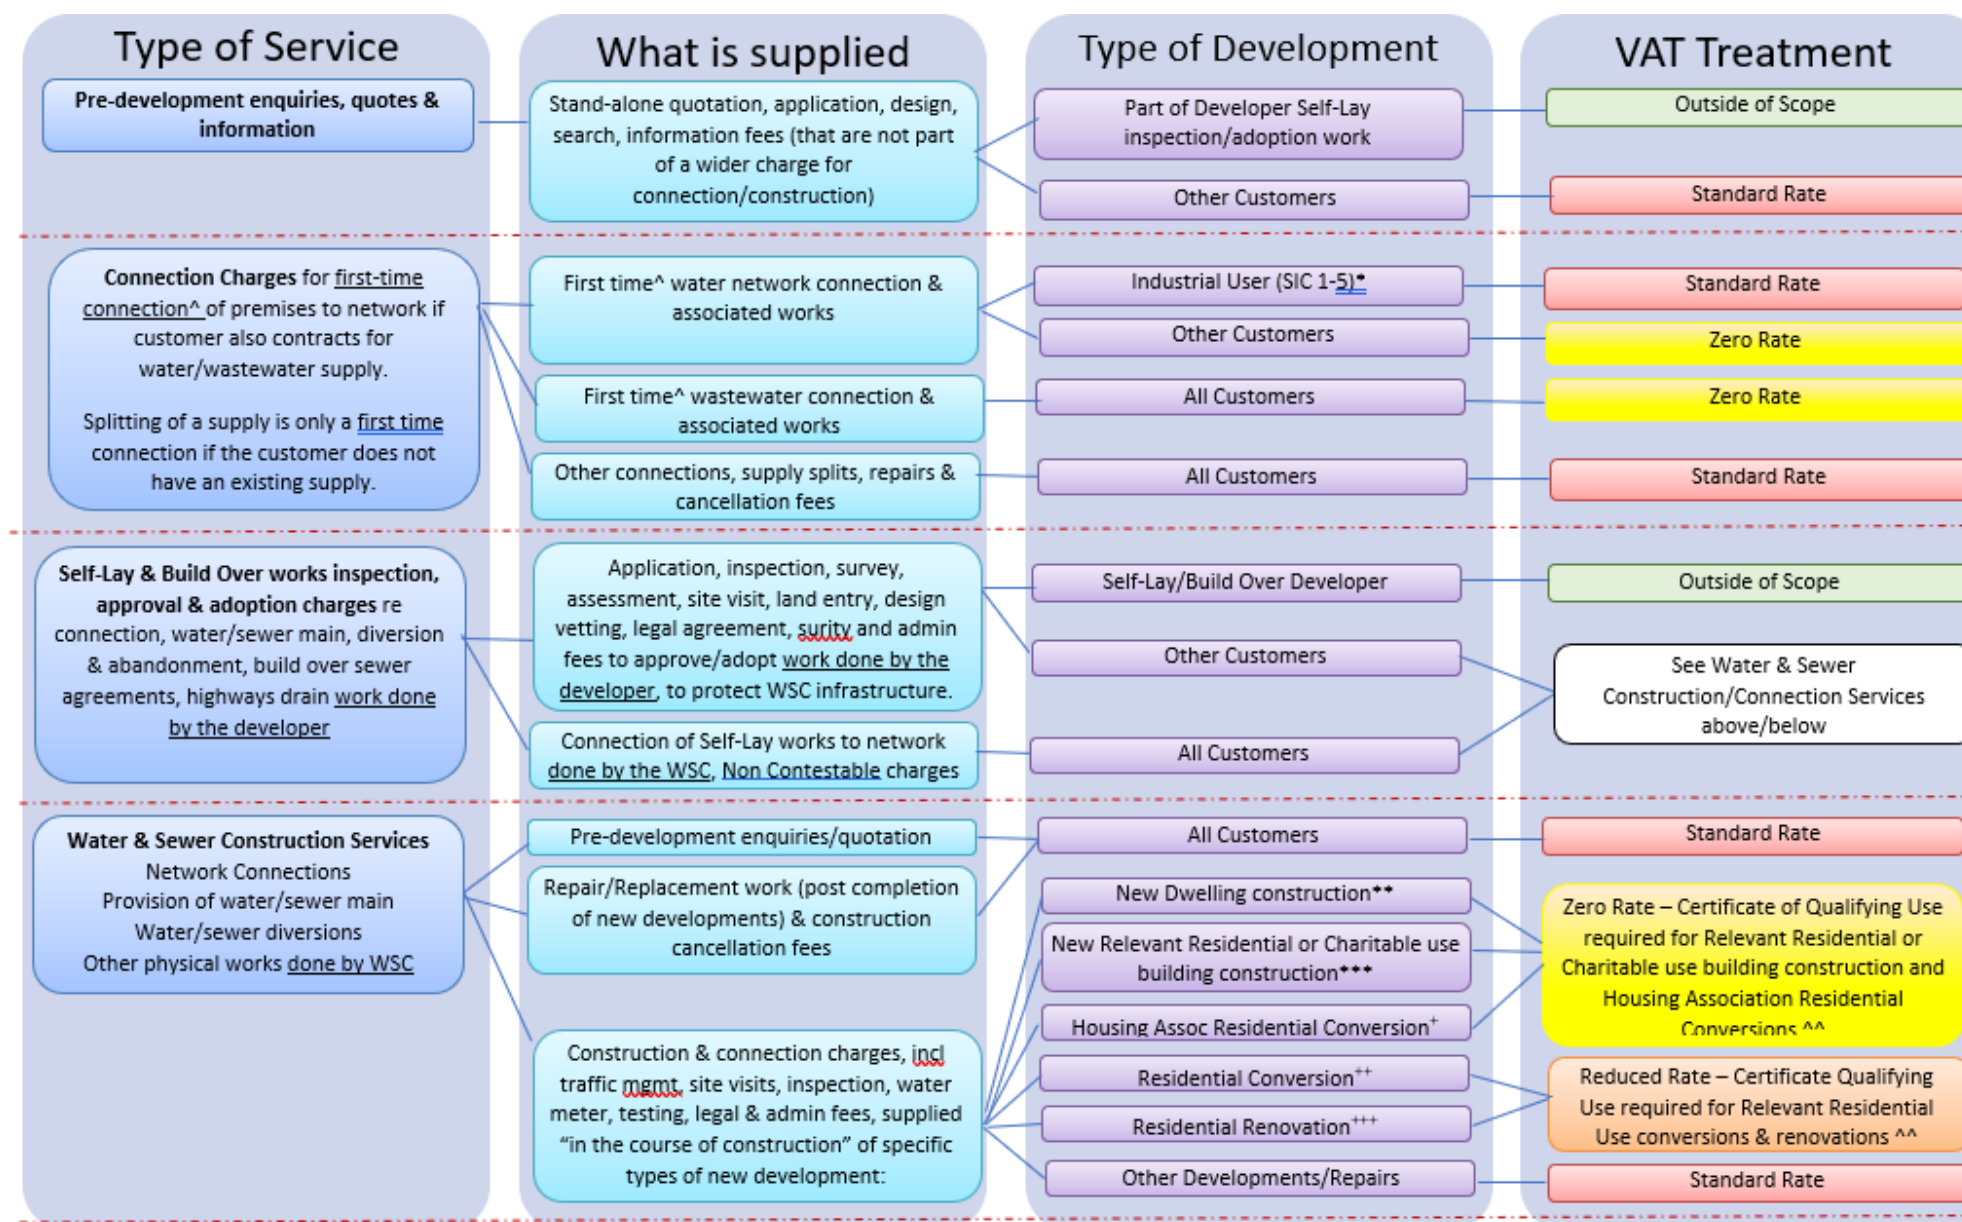 Type of Service
What is supplied
Type of Development
VAT Treatment
Pre-development enquiries, quotes &
information
Stand-alone quotation, application, design,
search, information fees (that are not part
of a wider charge for
connection/construction)
Part of Developer Self-Lay
inspection/adoption work
Outside of Scope
Other Customers
Standard Rate
Connection Charges for first-time
connection^ of premises to network if
customer also contracts for
water/wastewater supply.
Splitting of a supply is only a first time
connection if the customer does not
have an existing supply.
First time^ water network connection &
associated works
Industrial User (SIC 1-5)*
Standard Rate
Other Customers
Zero Rate
First time^ wastewater connection &
associated works
All Customers
Zero Rate
Other connections, supply splits, repairs &
cancellation fees
All Customers
Standard Rate
Self-Lay & Build Over works inspection,
approval & adoption charges re
connection, water/sewer main, diversion
& abandonment, build over sewer
agreements, highways drain work done
by the developer
Application, inspection, survey,
assessment, site visit, land entry, design
vetting, legal agreement, surity and admin
fees to approve/adopt work done by the
developer, to protect WSC infrastructure.
Self-Lay/Build Over Developer
Outside of Scope
Other Customers
See Water & Sewer
Construction/Connection Services
above/below
Connection of Self-Lay works to network
done by the WSC, Non Contestable charges
All Customers
Water & Sewer Construction Services
Network Connections
Provision of water/sewer main
Water/sewer diversions
Other physical works done by WSC
Pre-development enquiries/quotation
All Customers
Standard Rate
Repair/Replacement work (post completion
of new developments) & construction
cancellation fees
Construction & connection charges, incl
traffic mgmt, site visits, inspection, water
meter, testing, legal & admin fees, supplied
“in the course of construction” of specific
types of new development:
New Dwelling construction**
New Relevant Residential or Charitable use
building construction***
Housing Assoc Residential Conversion+
Zero Rate – Certificate of Qualifying Use
required for Relevant Residential or
Charitable use building construction and
Housing Association Residential
Conversions ^^
Residential Conversion++
Residential Renovation+++
Reduced Rate – Certificate Qualifying
Use required for Relevant Residential
Use conversions & renovations ^^
Other Developments/Repairs
Standard Rate